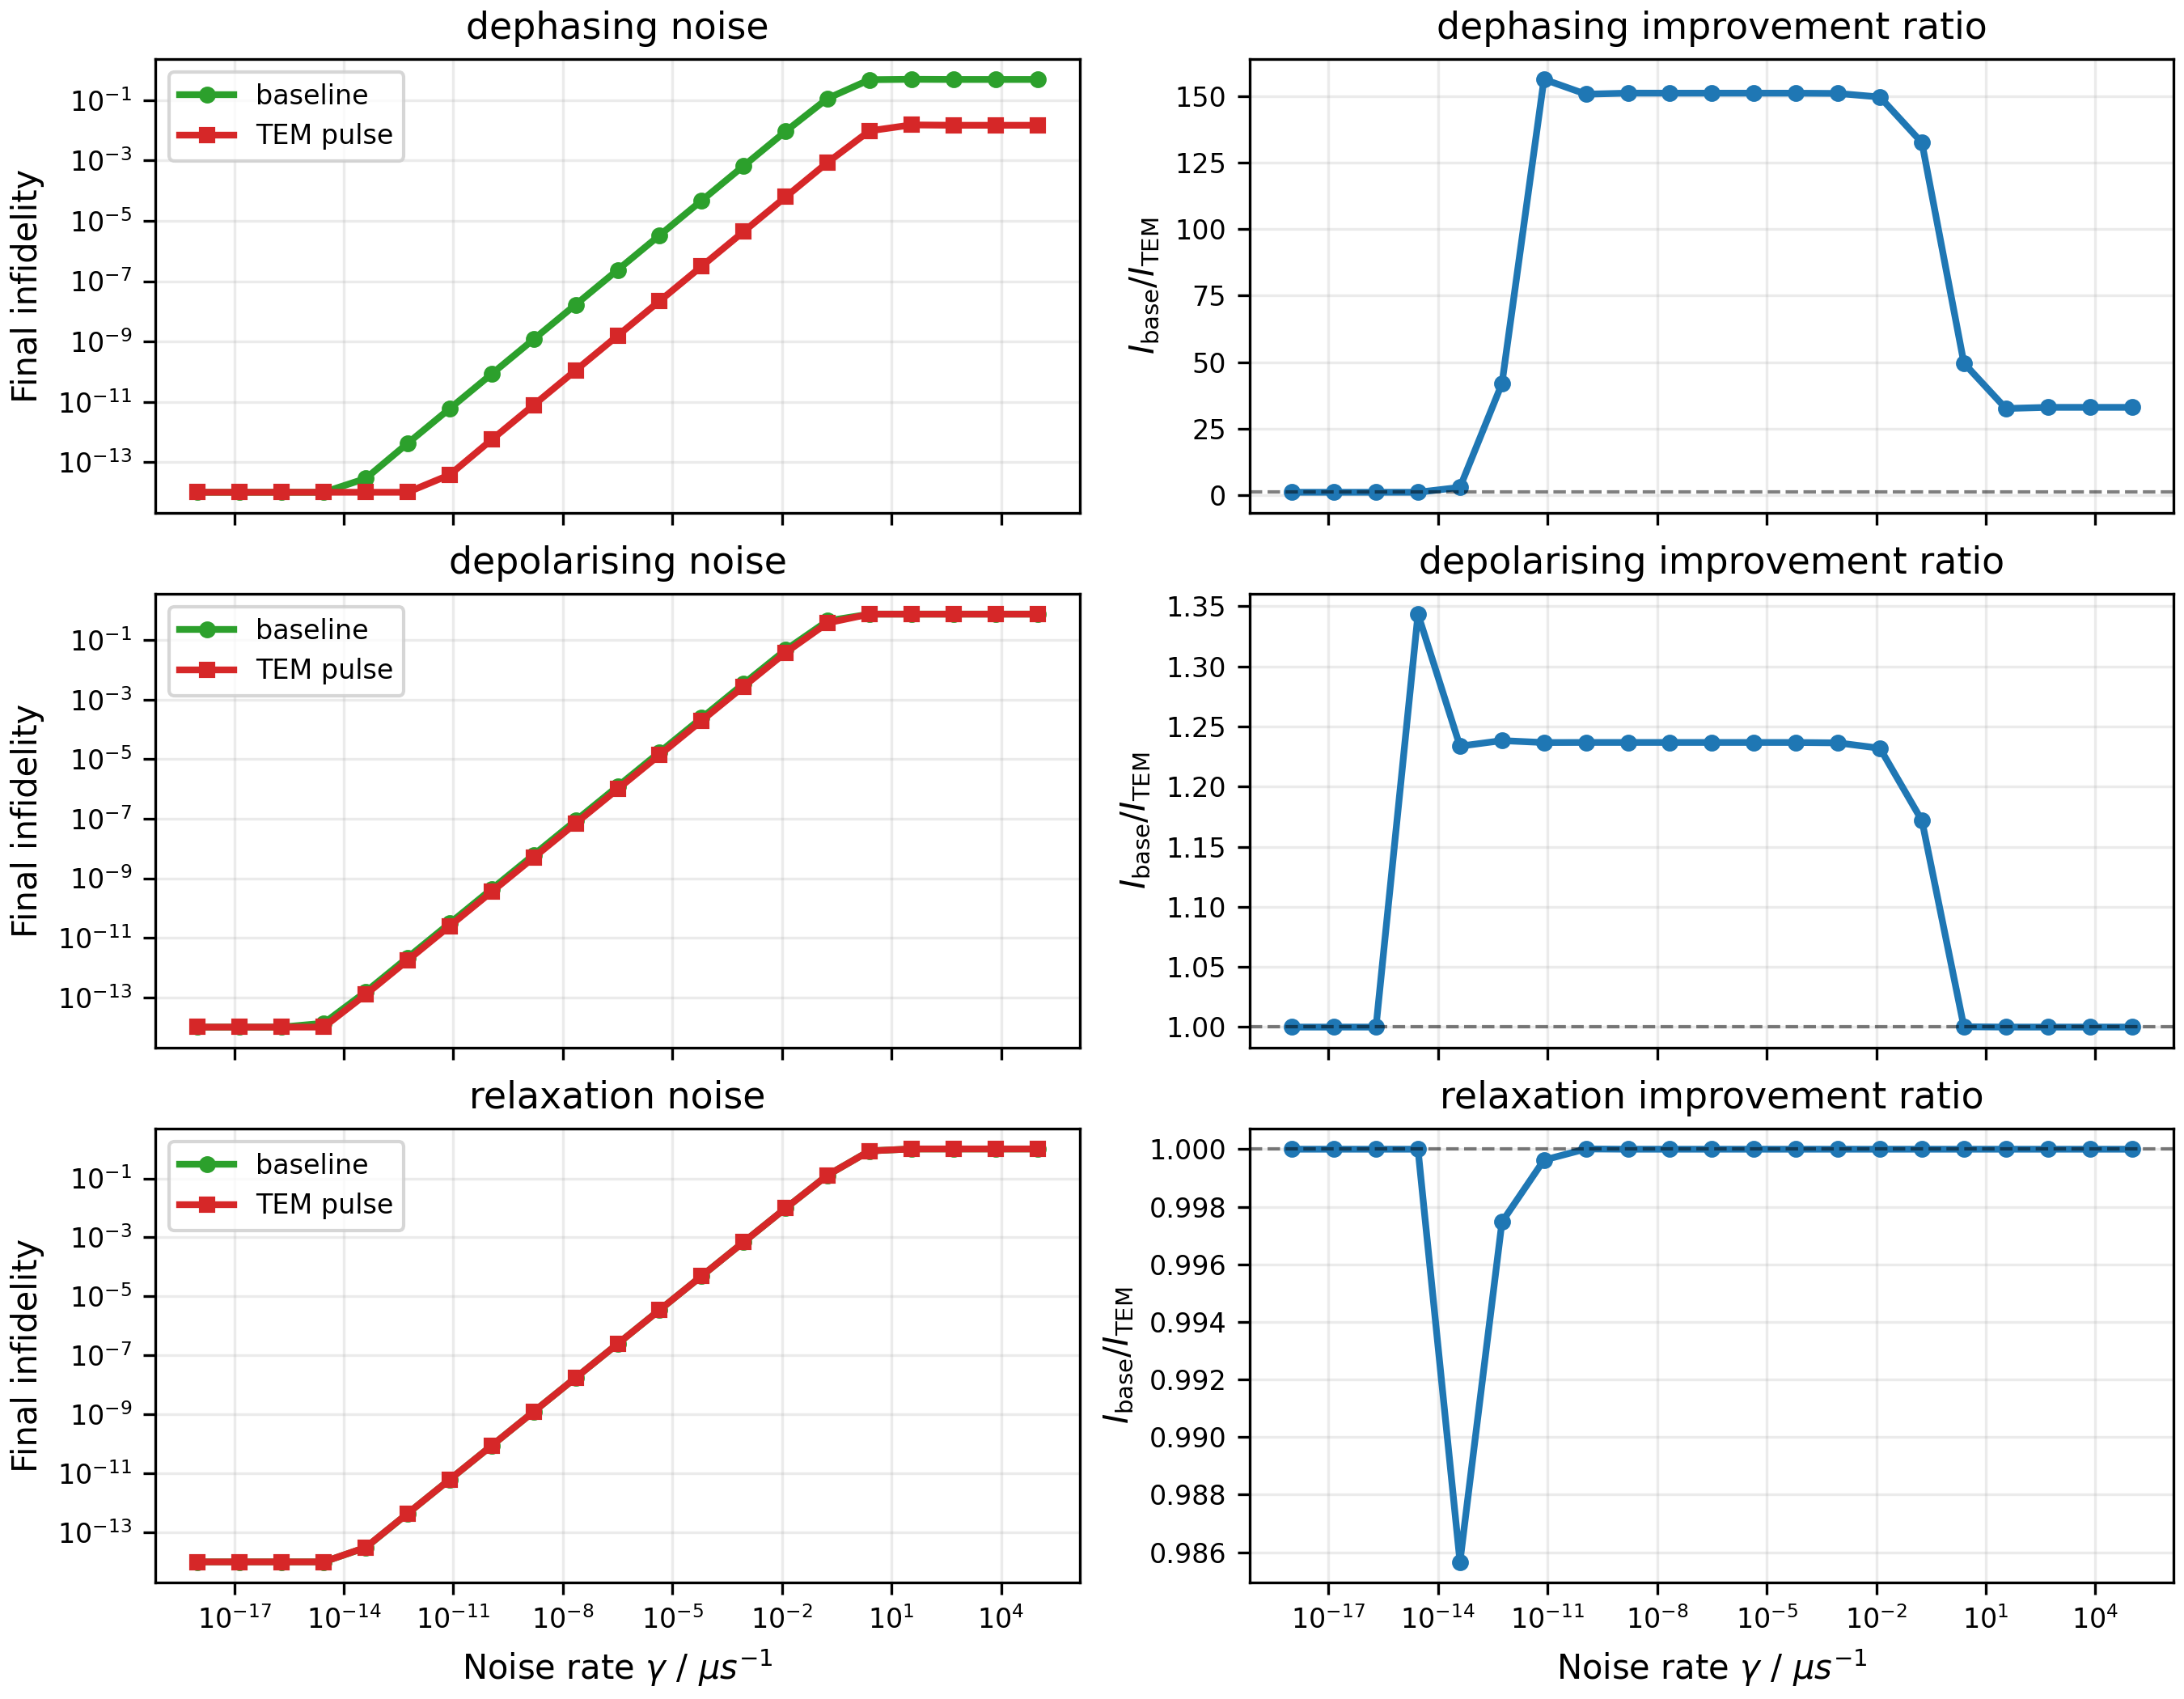 dephasing noise
dephasing improvement ratio
baseline
TEM pulse
Final infidelity
10⁻¹
10⁻³
10⁻⁵
10⁻⁷
10⁻⁹
10⁻¹¹
10⁻¹³
I_base/I_TEM
150
125
100
75
50
25
0
depolarising noise
depolarising improvement ratio
baseline
TEM pulse
Final infidelity
10⁻¹
10⁻³
10⁻⁵
10⁻⁷
10⁻⁹
10⁻¹¹
10⁻¹³
I_base/I_TEM
1.35
1.30
1.25
1.20
1.15
1.10
1.05
1.00
relaxation noise
relaxation improvement ratio
baseline
TEM pulse
Final infidelity
10⁻¹
10⁻³
10⁻⁵
10⁻⁷
10⁻⁹
10⁻¹¹
10⁻¹³
10⁻¹⁷ 10⁻¹⁴ 10⁻¹¹ 10⁻⁸ 10⁻⁵ 10⁻² 10¹ 10⁴
Noise rate γ / μs⁻¹
I_base/I_TEM
1.000
0.998
0.996
0.994
0.992
0.990
0.988
0.986
10⁻¹⁷ 10⁻¹⁴ 10⁻¹¹ 10⁻⁸ 10⁻⁵ 10⁻² 10¹ 10⁴
Noise rate γ / μs⁻¹